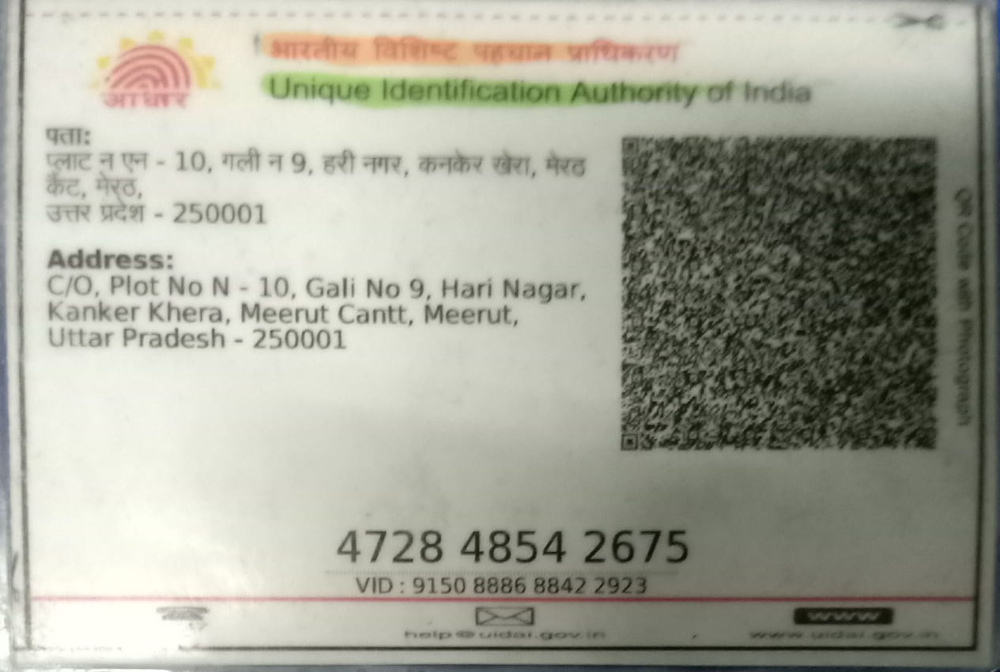 भारतीय विशिष्ट पहचान प्राधिकरण
आधार
Unique Identification Authority of India
पता:
प्लाट न एन - 10, गली न 9, हरी नगर, कनकेर खेरा, मेरठ
कैंट, मेरठ,
उत्तर प्रदेश - 250001
Address:
C/O, Plot No N - 10, Gali No 9, Hari Nagar,
Kanker Khera, Meerut Cantt, Meerut,
Uttar Pradesh - 250001
QR Code with Photograph
4728 4854 2675
VID : 9150 8886 8842 2923
www
help@uidai.gov.in
www.uidai.gov.in